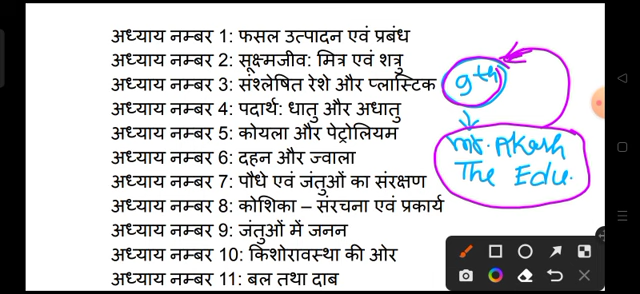 अध्याय नम्बर 1: फसल उत्पादन एवं प्रबंध
अध्याय नम्बर 2: सूक्ष्मजीव: मित्र एवं शत्रु
अध्याय नम्बर 3: संश्लेषित रेशे और प्लास्टिक
अध्याय नम्बर 4: पदार्थ: धातु और अधातु
अध्याय नम्बर 5: कोयला और पेट्रोलियम
अध्याय नम्बर 6: दहन और ज्वाला
अध्याय नम्बर 7: पौधे एवं जंतुओं का संरक्षण
अध्याय नम्बर 8: कोशिका – संरचना एवं प्रकार्य
अध्याय नम्बर 9: जंतुओं में जनन
अध्याय नम्बर 10: किशोरावस्था की ओर
अध्याय नम्बर 11: बल तथा दाब
9th
Mr. Akash
The Edu.